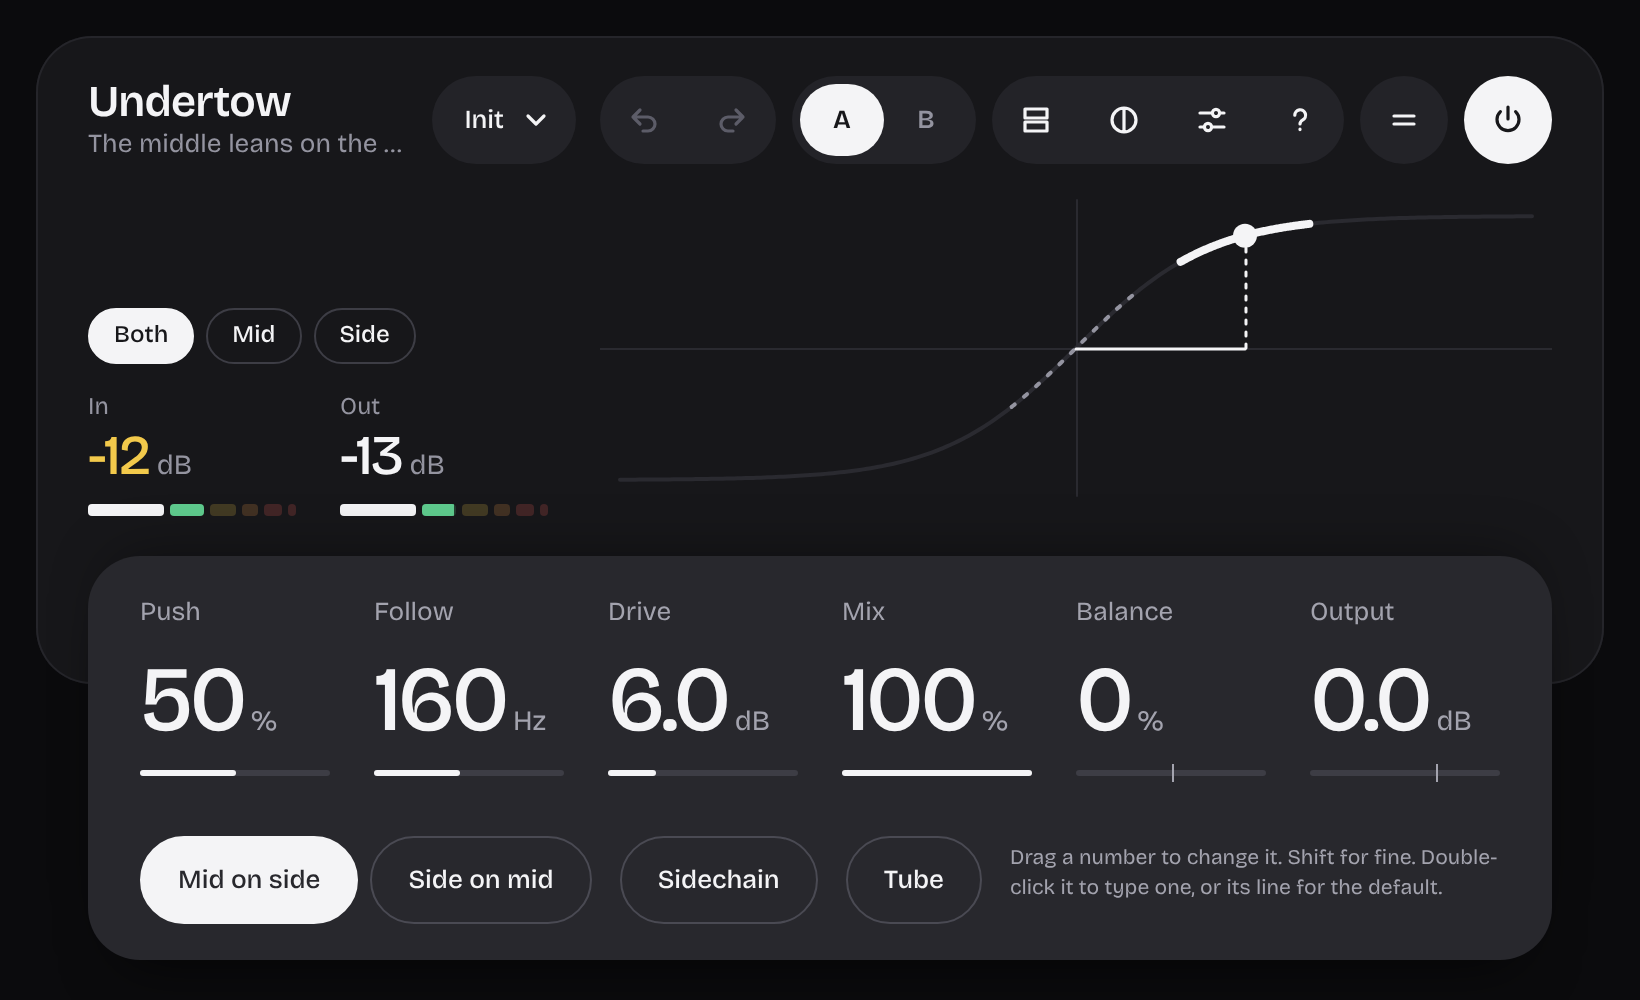 Undertow
The middle leans on the ...
Init
A
B
?
Both
Mid
Side
In
Out
-12 dB
-13 dB
Push
Follow
Drive
Mix
Balance
Output
50 %
160 Hz
6.0 dB
100 %
0 %
0.0 dB
Mid on side
Side on mid
Sidechain
Tube
Drag a number to change it. Shift for fine. Double-
click it to type one, or its line for the default.